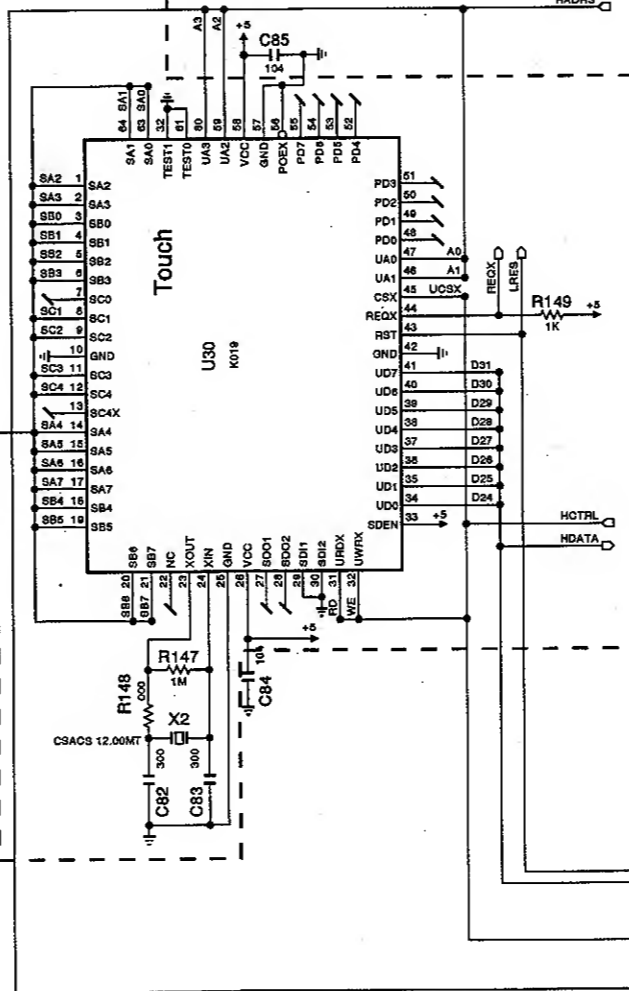 HADRS
A3 A2 +5
C85
104
64 63 32 61 60 59 58 57 56 55 54 53 52
SA1 SA0
SA1 SA0 TEST1 TEST0 UA3 UA2 VCC GND POEX PD7 PD6 PD5 PD4
SA2 1 SA2
SA3 2 SA3
SB0 3 SB0
SB1 4 SB1
SB2 5 SB2
SB3 6 SB3
7 SC0
SC1 8 SC1
SC2 9 SC2
10 GND
SC3 11 SC3
SC4 12 SC4
13 SC4X
SA4 14 SA4
SA5 15 SA5
SA6 16 SA6
SA7 17 SA7
SB4 18 SB4
SB5 19 SB5
Touch
U30
K019
PD3 51
PD2 50
PD1 49
PD0 48
UA0 47 A0
UA1 46 A1
CSX 45 UCSX
REQX 44
RST 43
GND 42
UD7 41 D31
UD6 40 D30
UD5 39 D29
UD4 38 D28
UD3 37 D27
UD2 36 D26
UD1 35 D25
UD0 34 D24
SDEN 33 +5
REQX
LRES
R149
1K
+5
HCTRL
HDATA
SB6 SB7 NC XOUT XIN GND VCC SDO1 SDO2 SDI1 SDI2 URDX UWRX
20 21 22 23 24 25 26 27 28 29 30 31 32
SB6 SB7 RD WE
+5
R147
1M
104
C84
R148
000
X2
CSACS 12.00MT
300
300
C82
C83